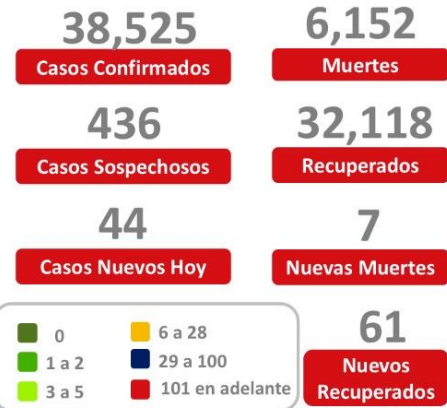 38,525
Casos Confirmados
6,152
Muertes
436
Casos Sospechosos
32,118
Recuperados
44
Casos Nuevos Hoy
7
Nuevas Muertes
0
1 a 2
3 a 5
6 a 28
29 a 100
101 en adelante
61
Nuevos
Recuperados